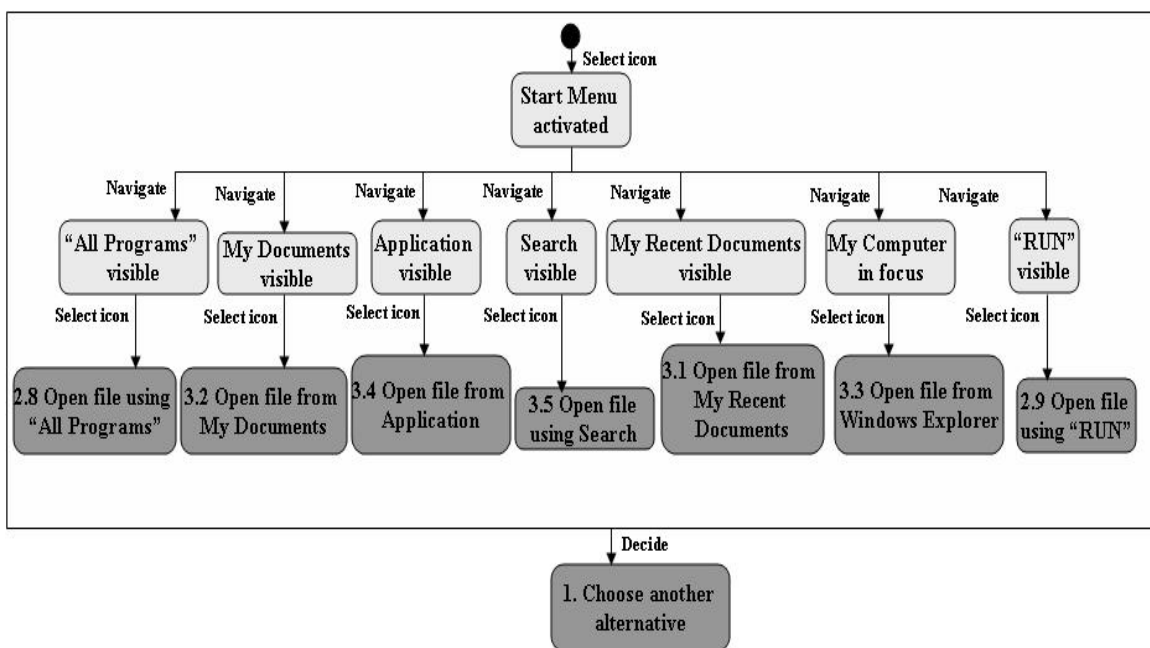 Select icon
Start Menu
activated
Navigate
Navigate
Navigate
Navigate
Navigate
Navigate
Navigate
“All Programs”
visible
My Documents
visible
Application
visible
Search
visible
My Recent Documents
visible
My Computer
in focus
“RUN”
visible
Select icon
Select icon
Select icon
Select icon
Select icon
Select icon
Select icon
2.8 Open file using
“All Programs”
3.2 Open file from
My Documents
3.4 Open file from
Application
3.5 Open file
using Search
3.1 Open file from
My Recent
Documents
3.3 Open file from
Windows Explorer
2.9 Open file
using “RUN”
Decide
1. Choose another
alternative